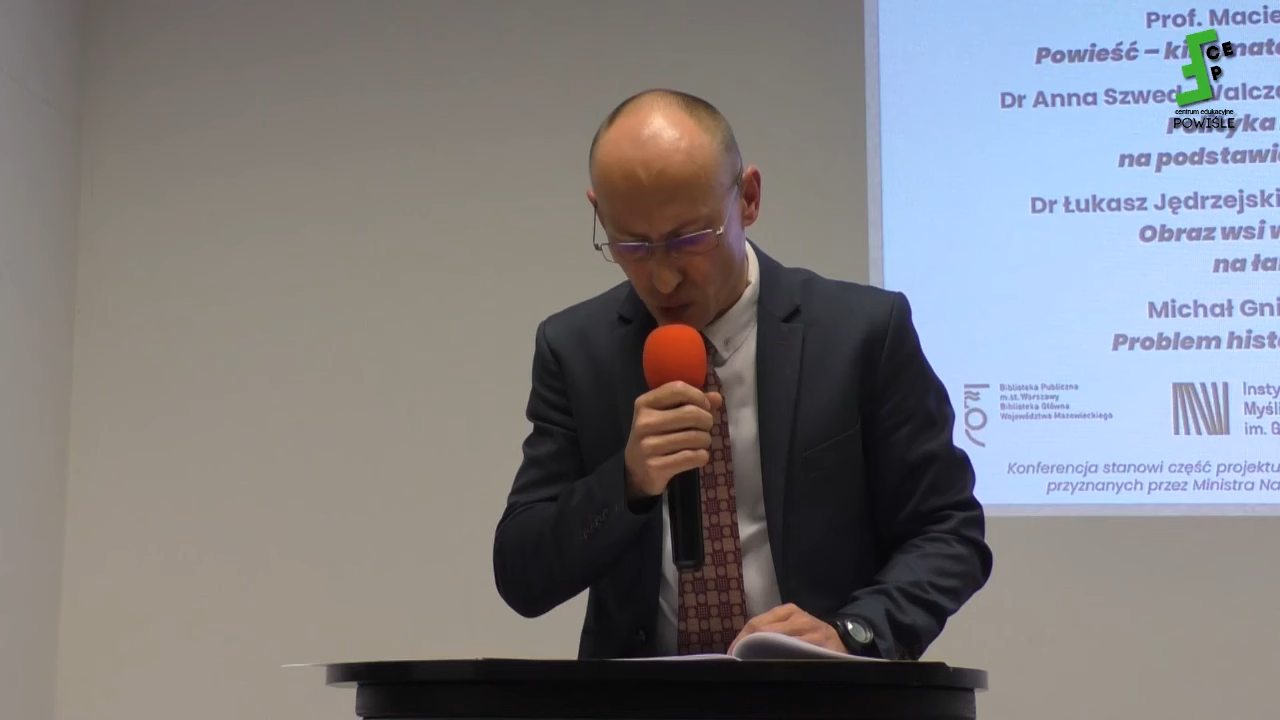 Prof. Macie
Powieść – ki
Dr Anna Szwed
na podstawi
Dr Łukasz Jędrzejski
Obraz wsi w
na ła
Michał Gni
Problem histo
Biblioteka Publiczna
m.st. Warszawy
Biblioteka Główna
Województwa Mazowieckiego
Insty
Myśli
im. G
Konferencja stanowi część projektu
przyznanych przez Ministra Na
CE
P
centrum edukacyjne
POWIŚLE